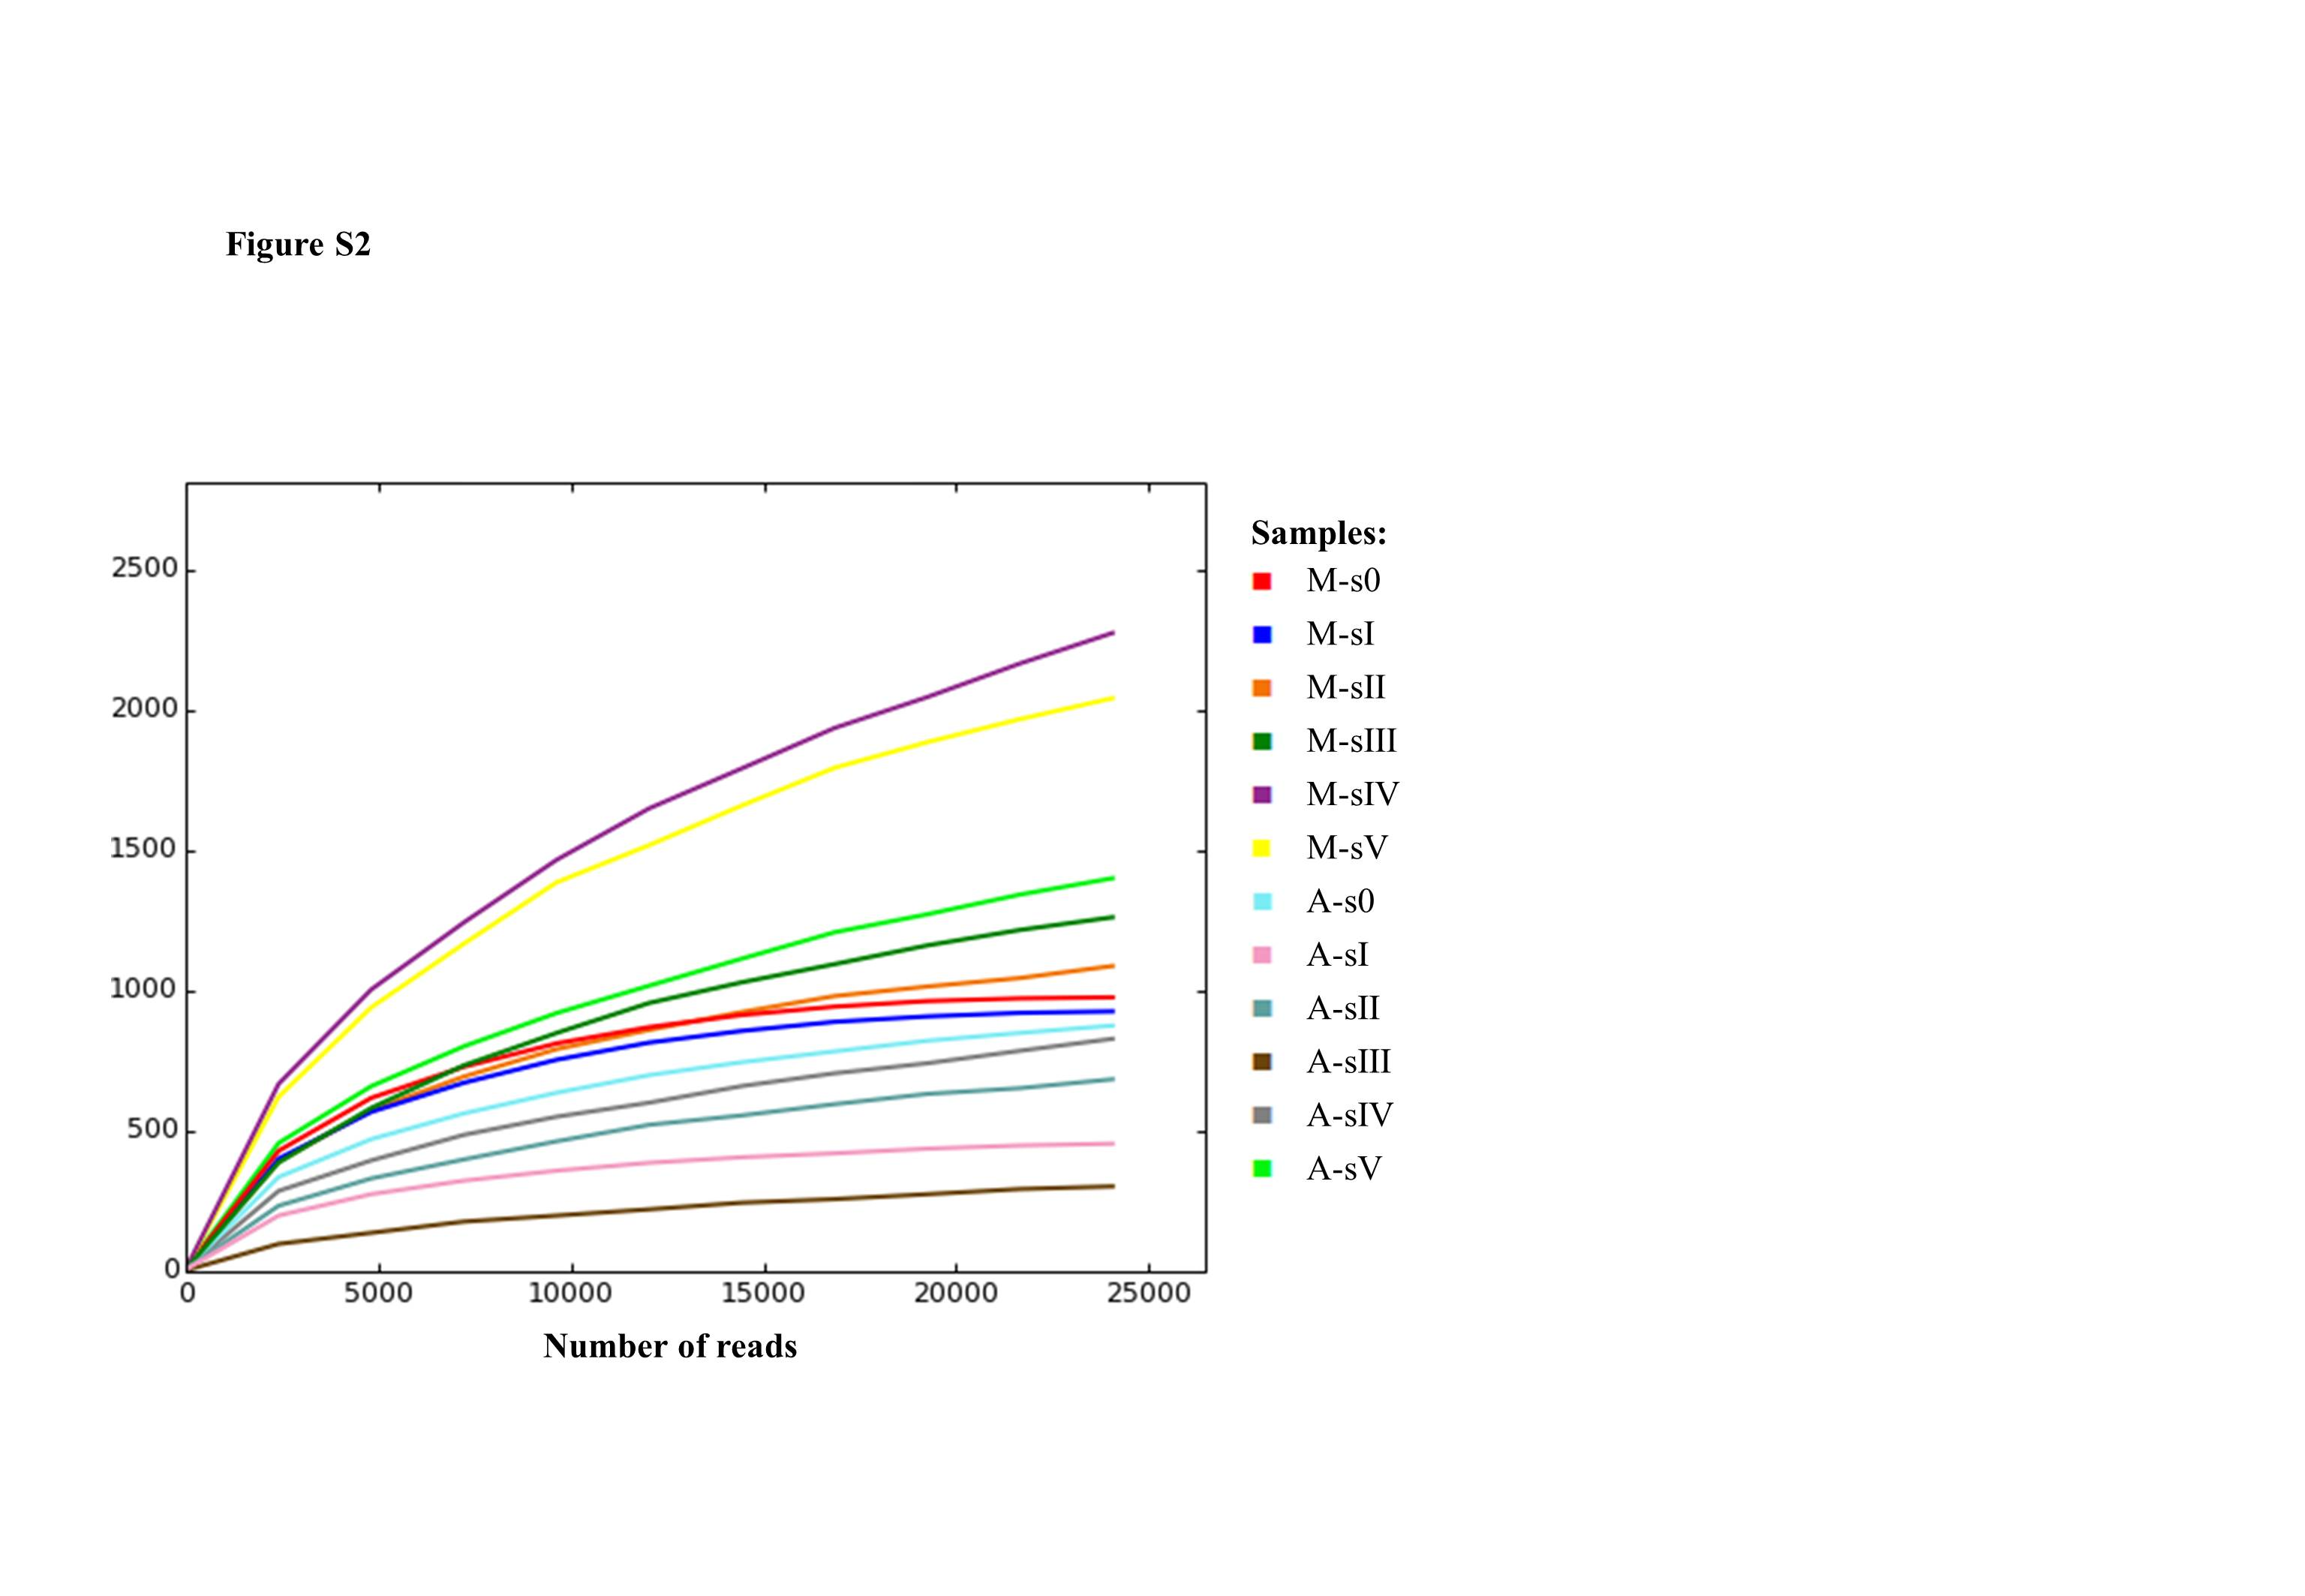 Figure S2
2500
2000
1500
1000
500
0
0 5000 10000 15000 20000 25000
Number of reads
Samples:
M-s0
M-sI
M-sII
M-sIII
M-sIV
M-sV
A-s0
A-sI
A-sII
A-sIII
A-sIV
A-sV